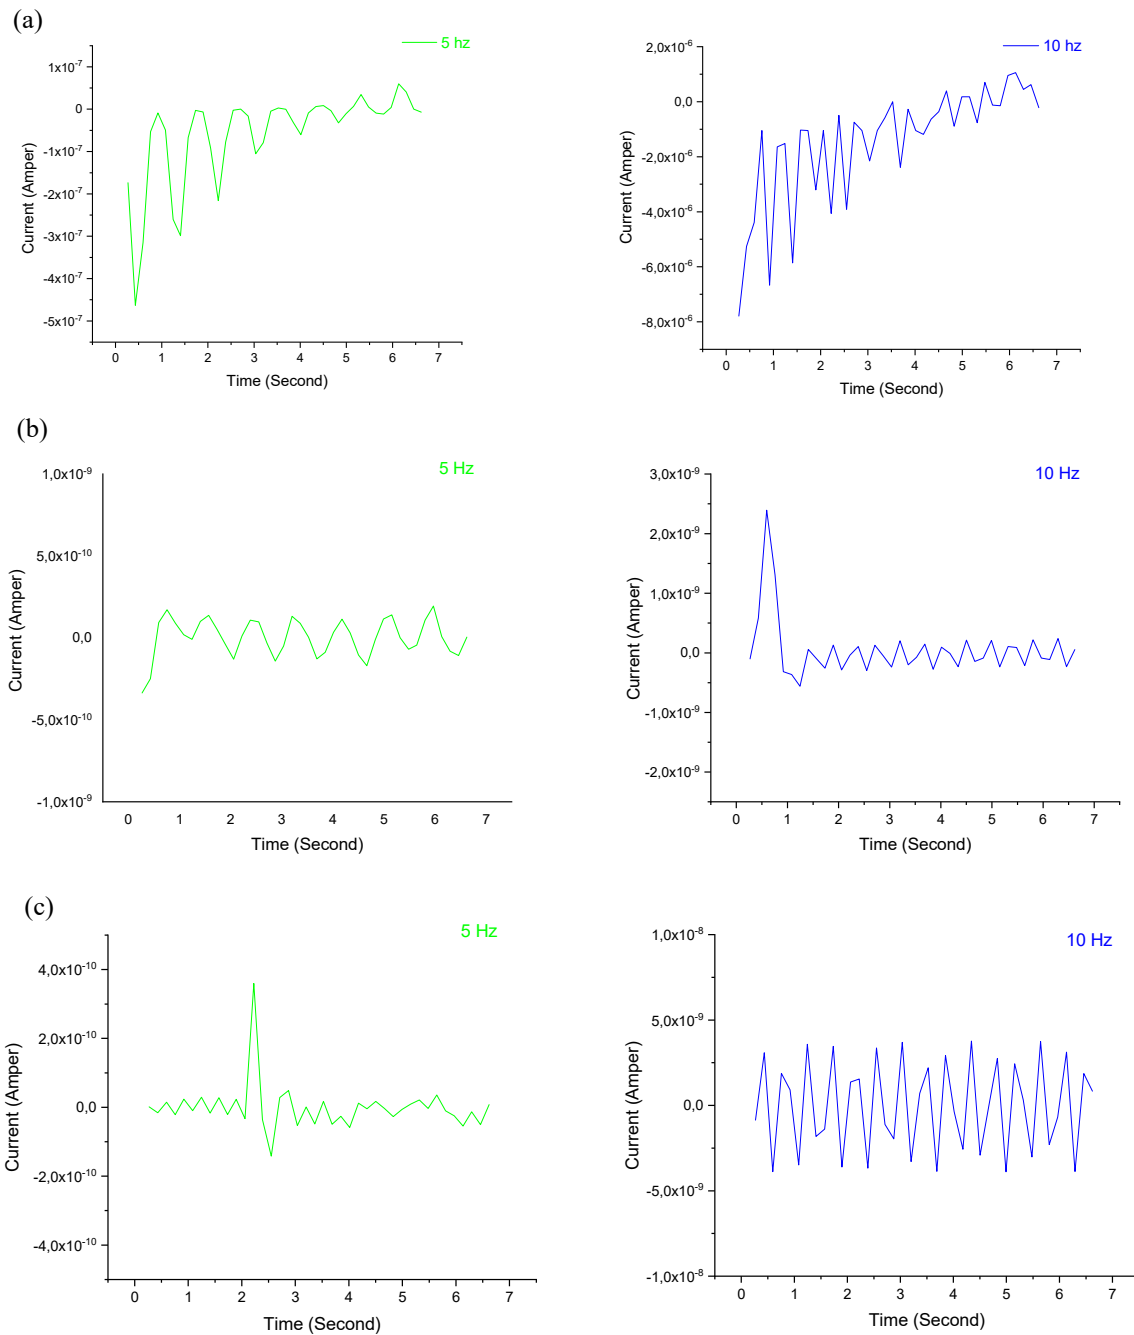 (a)
5 hz
1x10-7
0
-1x10-7
-2x10-7
-3x10-7
-4x10-7
-5x10-7
Current (Amper)
0 1 2 3 4 5 6 7
Time (Second)
10 hz
2,0x10-6
0,0
-2,0x10-6
-4,0x10-6
-6,0x10-6
-8,0x10-6
Current (Amper)
0 1 2 3 4 5 6 7
Time (Second)
(b)
5 Hz
1,0x10-9
5,0x10-10
0,0
-5,0x10-10
-1,0x10-9
Current (Amper)
0 1 2 3 4 5 6 7
Time (Second)
10 Hz
3,0x10-9
2,0x10-9
1,0x10-9
0,0
-1,0x10-9
-2,0x10-9
Current (Amper)
0 1 2 3 4 5 6 7
Time (Second)
(c)
5 Hz
4,0x10-10
2,0x10-10
0,0
-2,0x10-10
-4,0x10-10
Current (Amper)
0 1 2 3 4 5 6 7
Time (Second)
10 Hz
1,0x10-8
5,0x10-9
0,0
-5,0x10-9
-1,0x10-8
Current (Amper)
0 1 2 3 4 5 6 7
Time (Second)